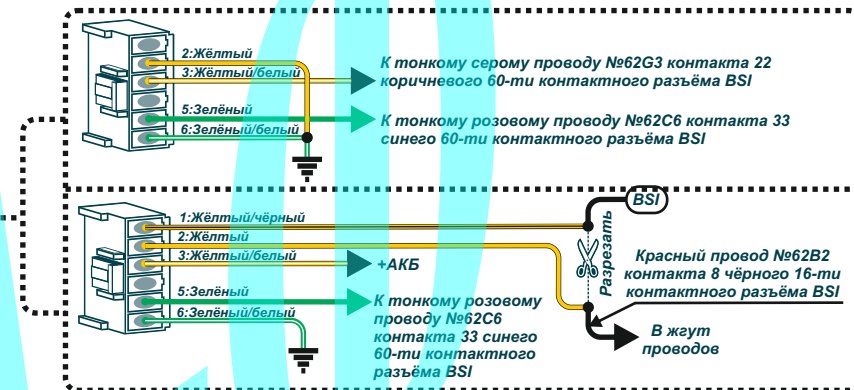 2:Жёлтый
3:Жёлтый/белый
К тонкому серому проводу №62G3 контакта 22
коричневого 60-ти контактного разъёма BSI
5:Зелёный
6:Зелёный/белый
К тонкому розовому проводу №62C6 контакта 33
синего 60-ти контактного разъёма BSI
BSI
1:Жёлтый/чёрный
2:Жёлтый
3:Жёлтый/белый
+АКБ
Разрезать
Красный провод №62B2
контакта 8 чёрного 16-ти
контактного разъёма BSI
5:Зелёный
6:Зелёный/белый
К тонкому розовому
проводу №62C6
контакта 33 синего
60-ти контактного
разъёма BSI
В жгут
проводов